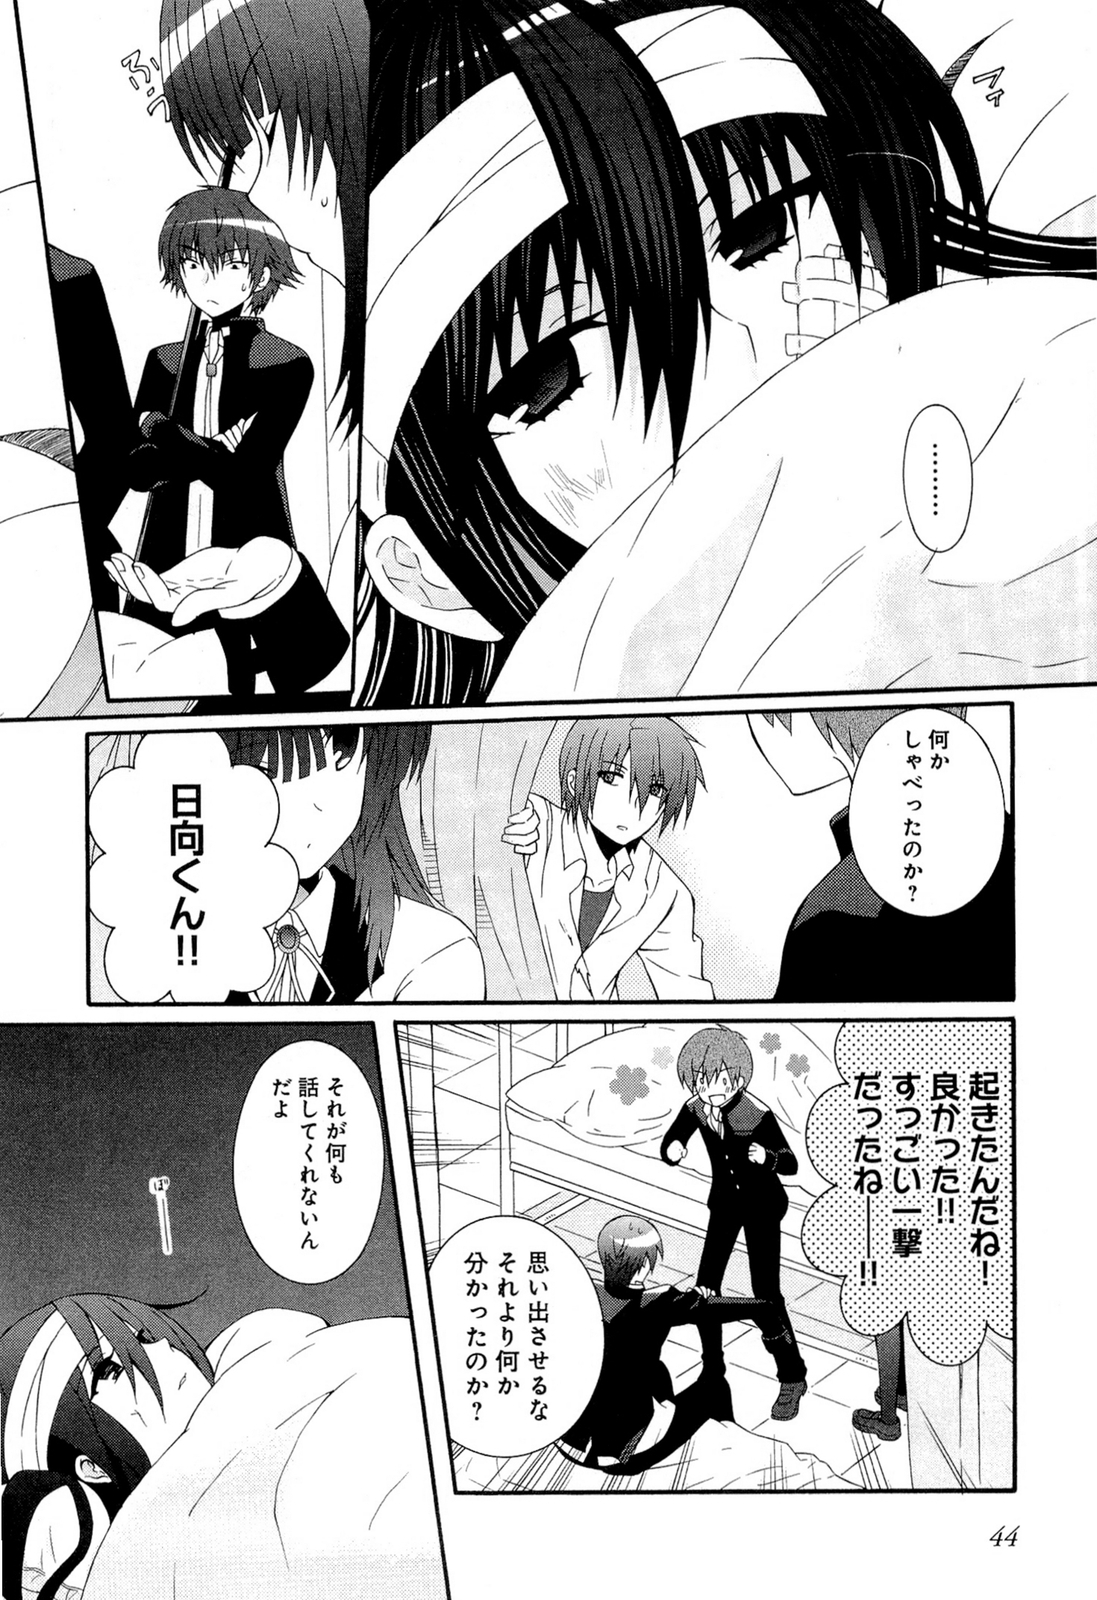 ファ
ふぅ
………
何か
しゃべったのか?
日向くん!!
起きたんだね!
良かった!!
すっごい一撃
だったね――!!
思い出させるな
それより何か
分かったのか?
それが何も
話してくれないん
だよ
ぼー
44